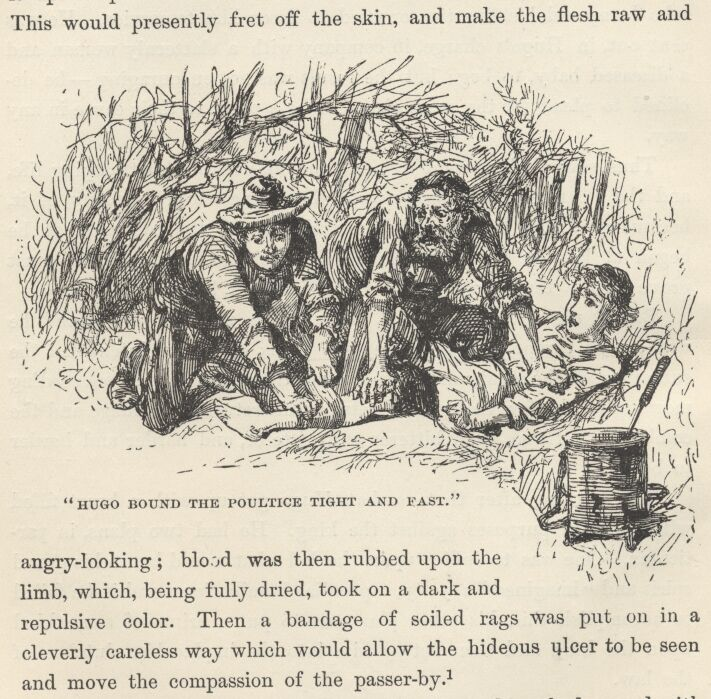 This would presently fret off the skin, and make the flesh raw and
"HUGO BOUND THE POULTICE TIGHT AND FAST."
angry-looking; blood was then rubbed upon the
limb, which, being fully dried, took on a dark and
repulsive color. Then a bandage of soiled rags was put on in a
cleverly careless way which would allow the hideous ulcer to be seen
and move the compassion of the passer-by.¹